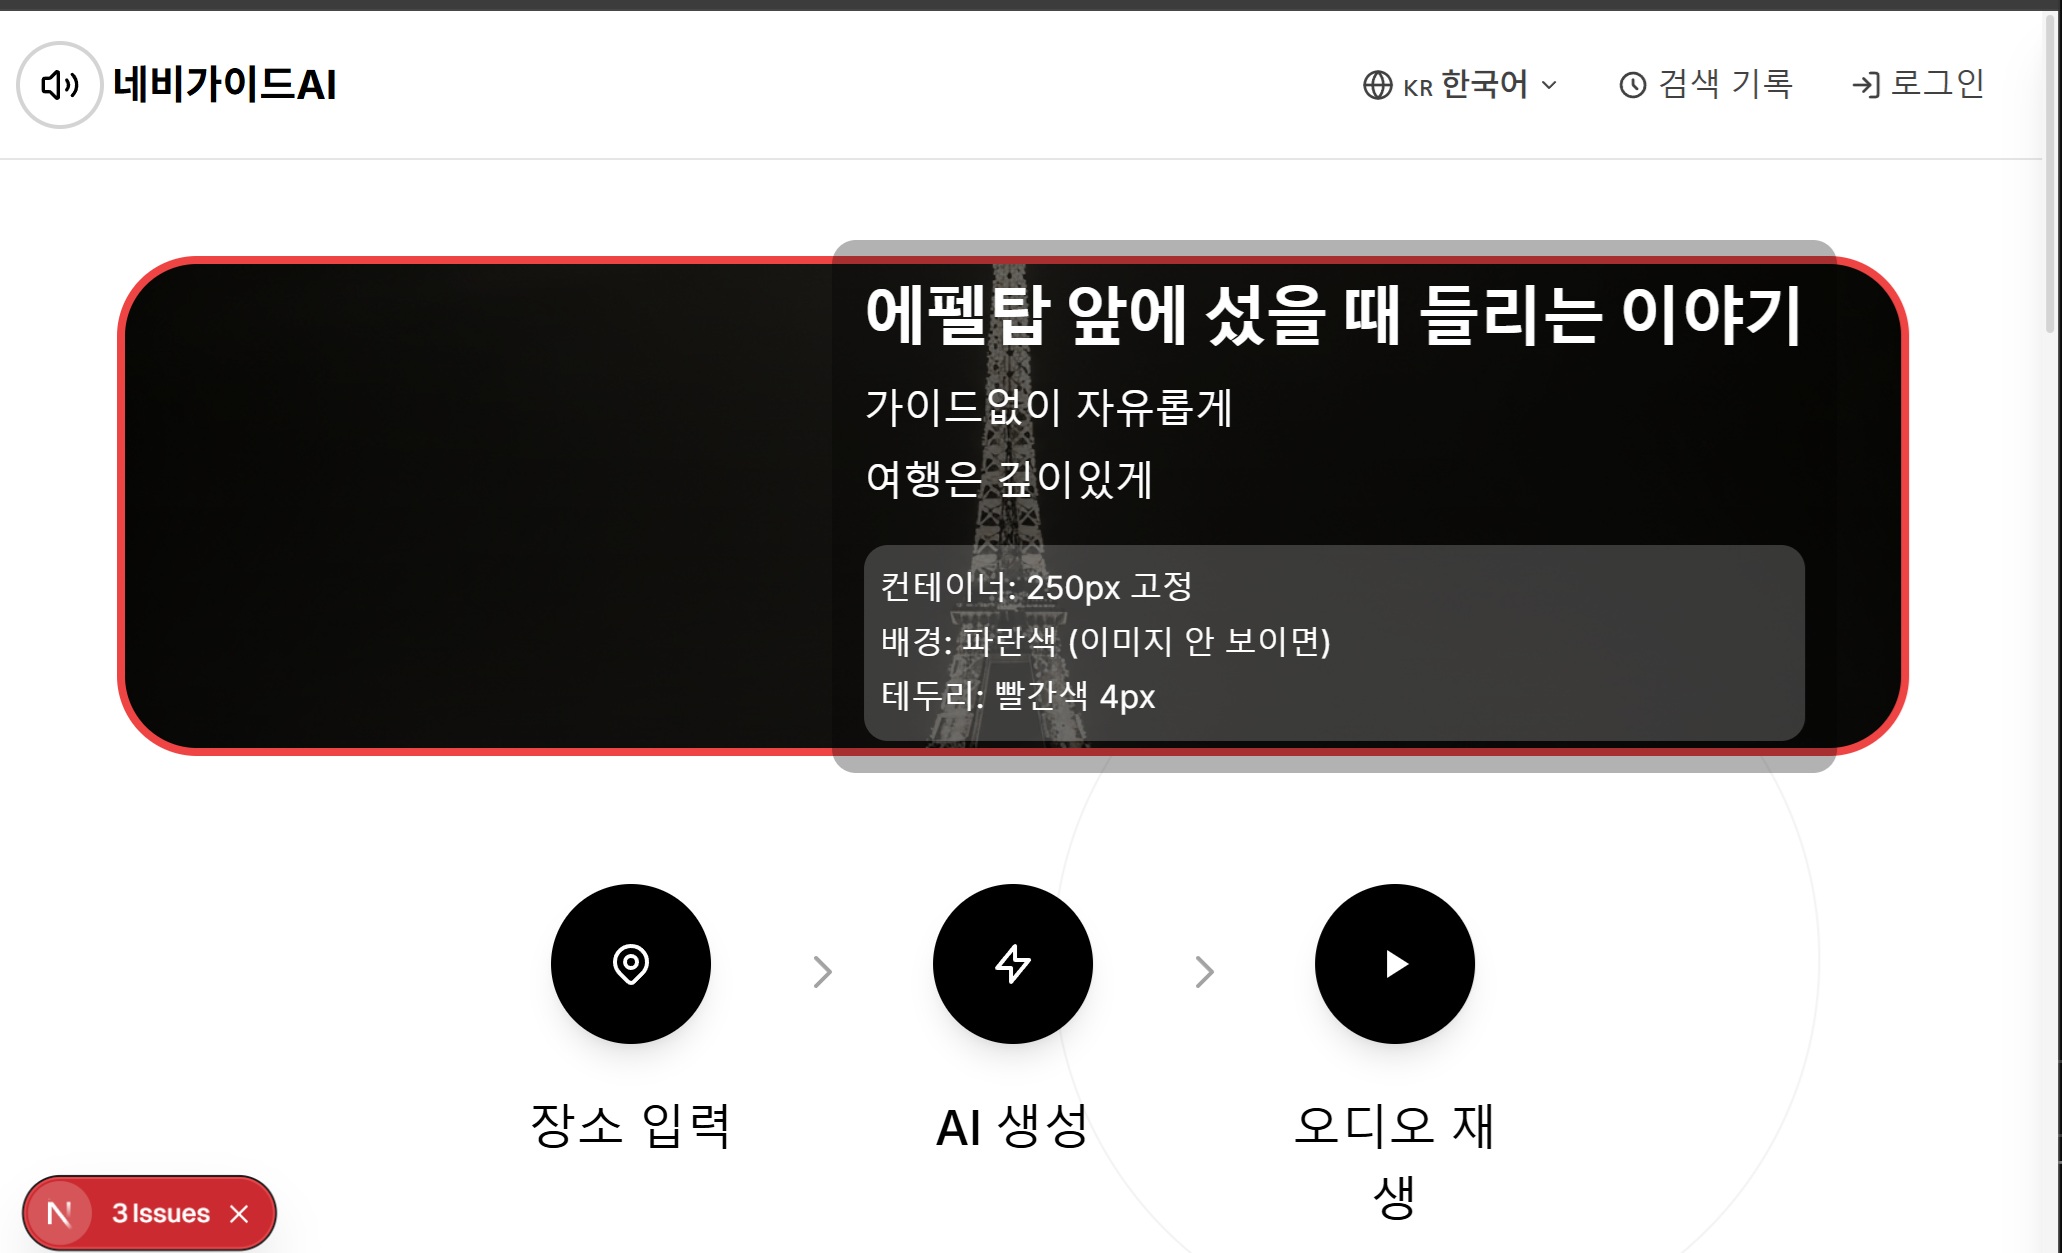 네비가이드AI
KR 한국어
검색 기록
로그인
에펠탑 앞에 섰을 때 들리는 이야기
가이드없이 자유롭게
여행은 깊이있게
컨테이너: 250px 고정
배경: 파란색 (이미지 안 보이면)
테두리: 빨간색 4px
장소 입력
AI 생성
오디오 재
생
N
3 Issues